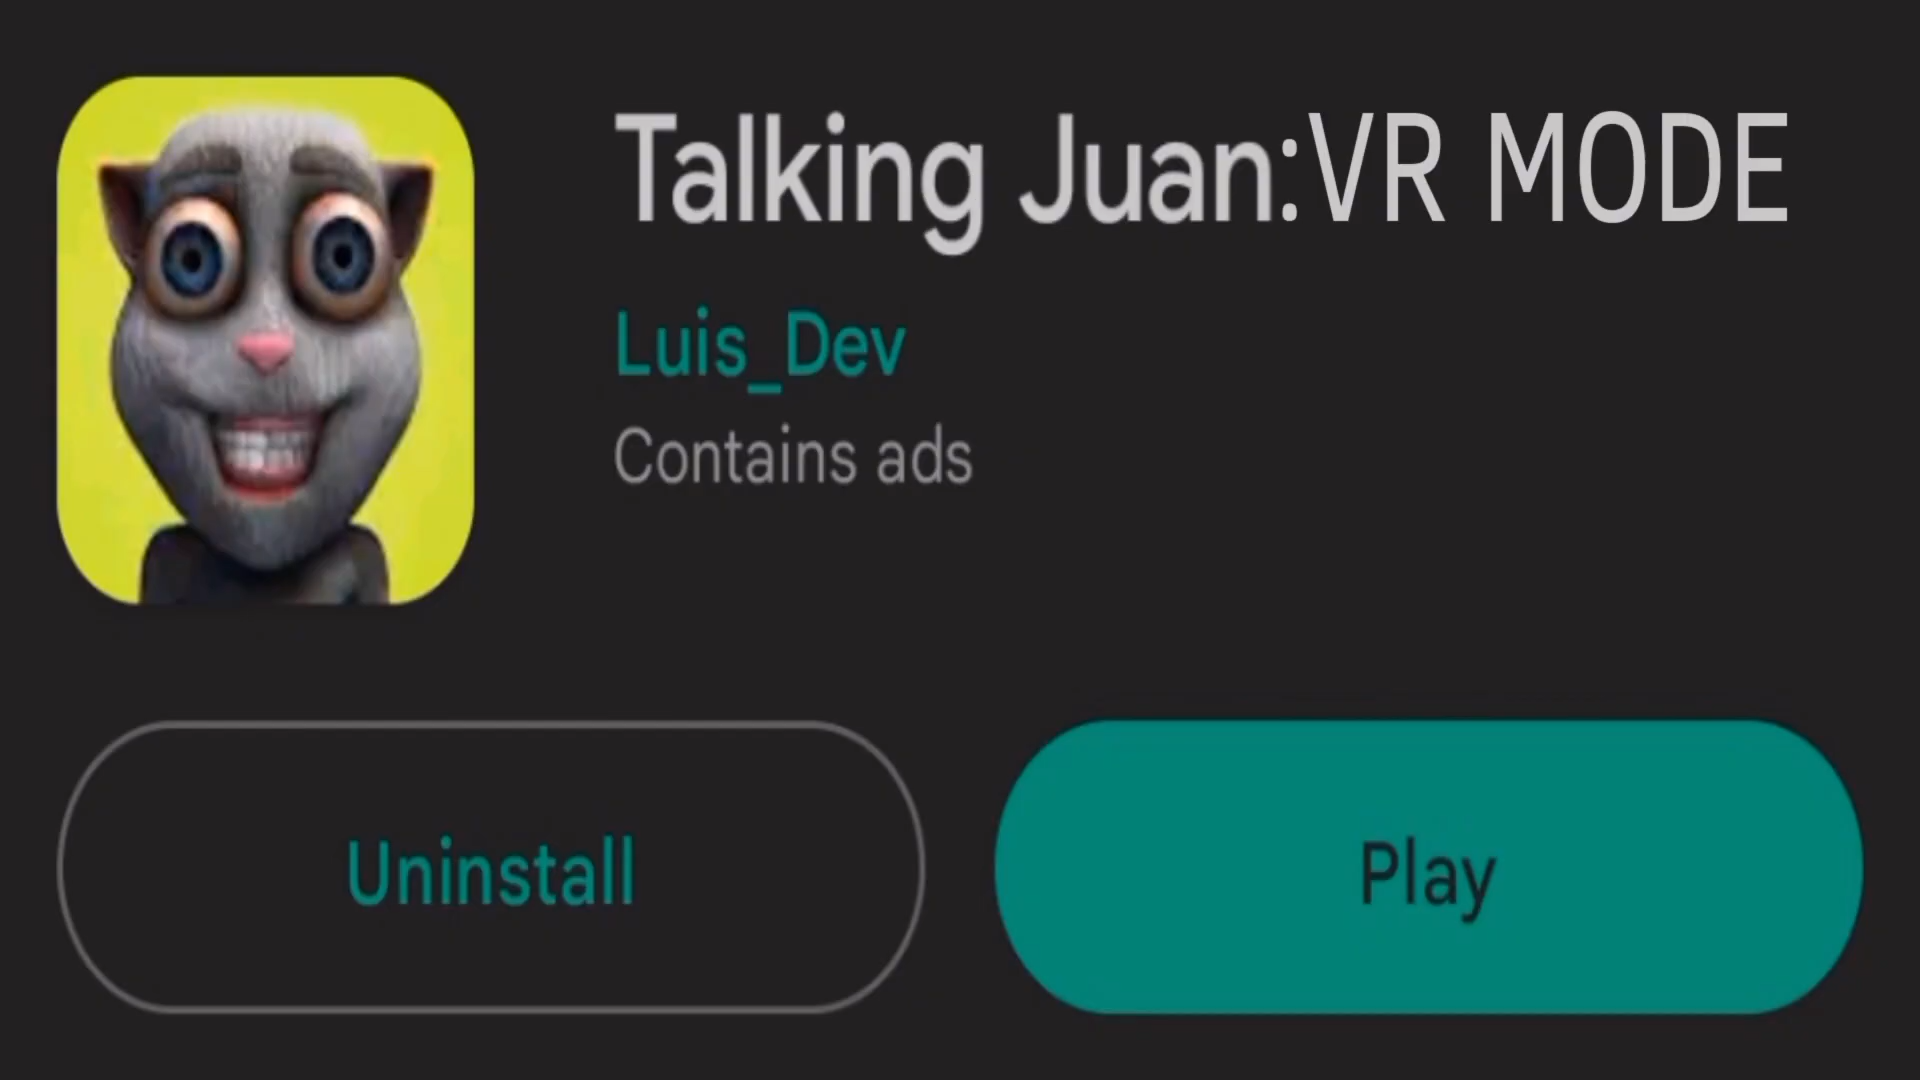 Talking Juan:VR MODE
Luis_Dev
Contains ads
Uninstall
Play